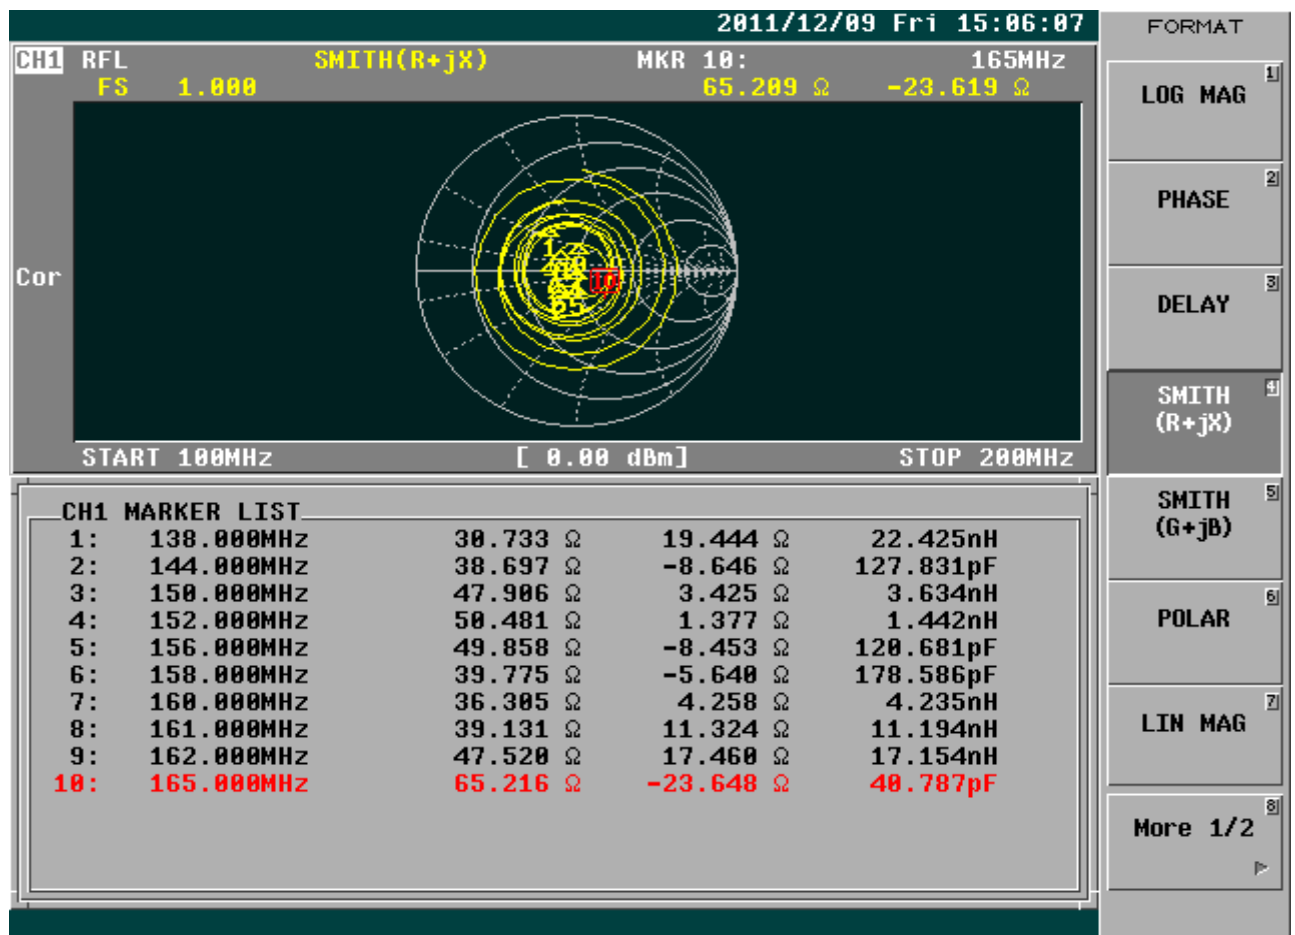 2011/12/09 Fri 15:06:07
CH1 RFL SMITH(R+jX) MKR 10: 165MHz
FS 1.000 65.209 Ω -23.619 Ω
1
10
Cor
55
START 100MHz [ 0.00 dBm] STOP 200MHz
CH1 MARKER LIST
1: 138.000MHz 30.733 Ω 19.444 Ω 22.425nH
2: 144.000MHz 38.697 Ω -8.646 Ω 127.831pF
3: 150.000MHz 47.906 Ω 3.425 Ω 3.634nH
4: 152.000MHz 50.481 Ω 1.377 Ω 1.442nH
5: 156.000MHz 49.858 Ω -8.453 Ω 120.681pF
6: 158.000MHz 39.775 Ω -5.640 Ω 178.586pF
7: 160.000MHz 36.305 Ω 4.258 Ω 4.235nH
8: 161.000MHz 39.131 Ω 11.324 Ω 11.194nH
9: 162.000MHz 47.520 Ω 17.460 Ω 17.154nH
10: 165.000MHz 65.216 Ω -23.648 Ω 40.787pF
FORMAT
LOG MAG 1
PHASE 2
DELAY 3
SMITH 4
(R+jX)
SMITH 5
(G+jB)
POLAR 6
LIN MAG 7
More 1/2 8